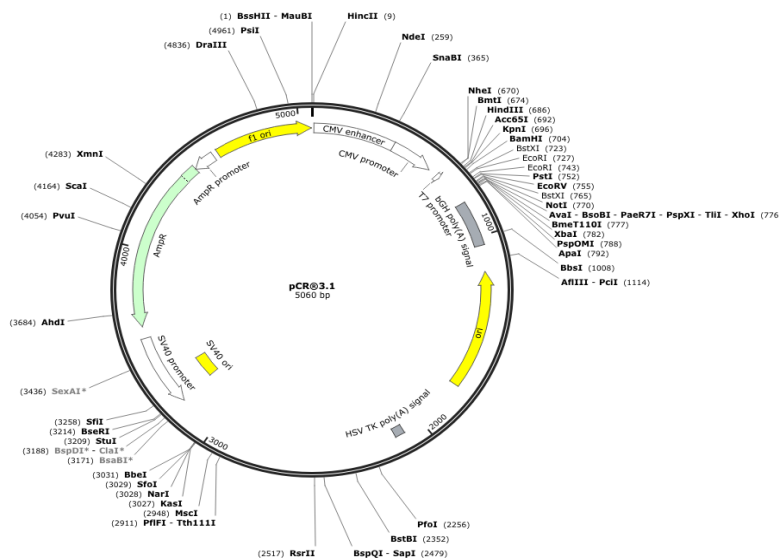 (1) BssHII - MauBI
HincII (9)
(4961) PsiI
(4836) DraIII
NdeI (259)
SnaBI (365)
NheI (670)
BmtI (674)
HindIII (686)
Acc65I (692)
KpnI (696)
BamHI (704)
BstXI (723)
EcoRI (727)
EcoRI (743)
PstI (752)
EcoRV (755)
BstXI (765)
NotI (770)
AvaI - BsoBI - PaeR7I - PspXI - TliI - XhoI (776
BmeT110I (777)
XbaI (782)
PspOMI (788)
ApaI (792)
BbsI (1008)
AflIII - PciI (1114)
(4283) XmnI
(4164) ScaI
(4054) PvuI
(3684) AhdI
(3436) SexAI*
(3258) SfiI
(3214) BseRI
(3209) StuI
(3188) BspDI* - ClaI*
(3171) BsaBI*
(3031) BbeI
(3029) SfoI
(3028) NarI
(3027) KasI
(2948) MscI
(2911) PflFI - Tth111I
(2517) RsrII
BspQI - SapI (2479)
BstBI (2352)
PfoI (2256)
5000
1000
2000
3000
4000
f1 ori
CMV enhancer
CMV promoter
T7 promoter
bGH poly(A) signal
ori
HSV TK poly(A) signal
SV40 ori
SV40 promoter
AmpR
AmpR promoter
pCR®3.1
5060 bp